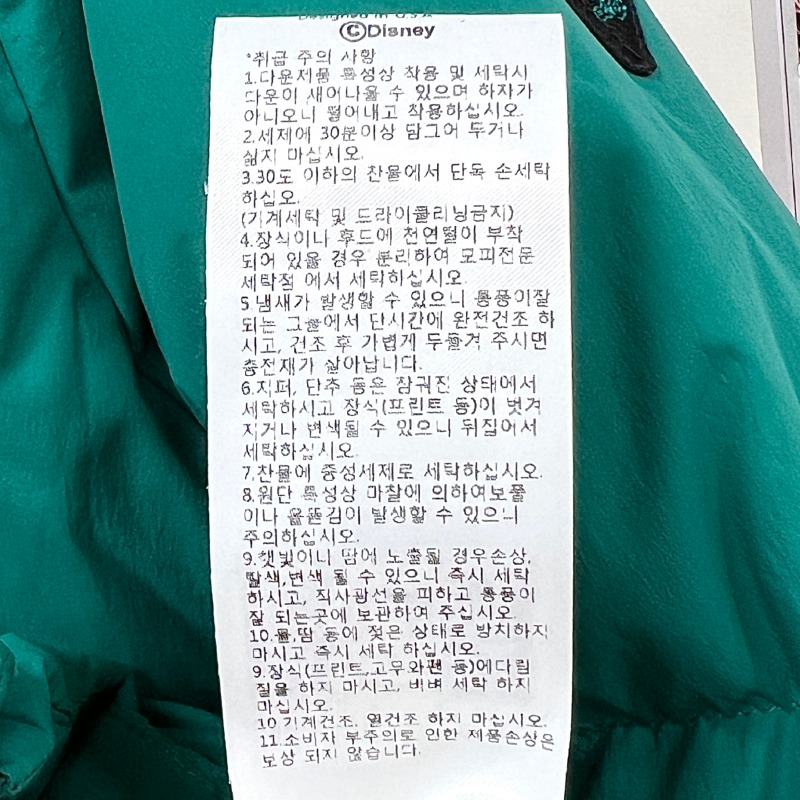 Designed in U.S.A
©Disney
*취급 주의 사항
1.다운제품 특성상 착용 및 세탁시
다운이 새어나올 수 있으며 하자가
아니오니 털어내고 착용하십시오.
2.세제에 30분이상 담그어 두거나
삶지 마십시오.
3.30도 이하의 찬물에서 단독 손세탁
하십오.
(기계세탁 및 드라이클리닝금지)
4.장식이나 후드에 천연털이 부착
되어 있을 경우 분리하여 모피전문
세탁점 에서 세탁하십시오.
5.냄새가 발생할 수 있으니 통풍이잘
되는 그늘에서 단시간에 완전건조 하
시고, 건조 후 가볍게 두들겨 주시면
충전재가 살아납니다.
6.지퍼, 단추 등은 잠궈진 상태에서
세탁하시고 장식(프린트 등)이 벗겨
지거나 변색될 수 있으니 뒤집어서
세탁하십시오.
7.찬물에 중성세제로 세탁하십시오.
8.원단 특성상 마찰에 의하여보풀
이나 올뜯김이 발생할 수 있으니
주의하십시오.
9.햇빛이나 땀에 노출될 경우손상,
탈색,변색 될 수 있으니 즉시 세탁
하시고, 직사광선을 피하고 통풍이
잘 되는곳에 보관하여 주십시오.
10.물,땀 등에 젖은 상태로 방치하지
마시고 즉시 세탁 하십시오.
9.장식(프린트,고무와펜 등)에다림
질을 하지 마시고, 비벼 세탁 하지
마십시오.
10 기계건조, 열건조 하지 마십시오.
11.소비자 부주의로 인한 제품손상은
보상 되지 않습니다.